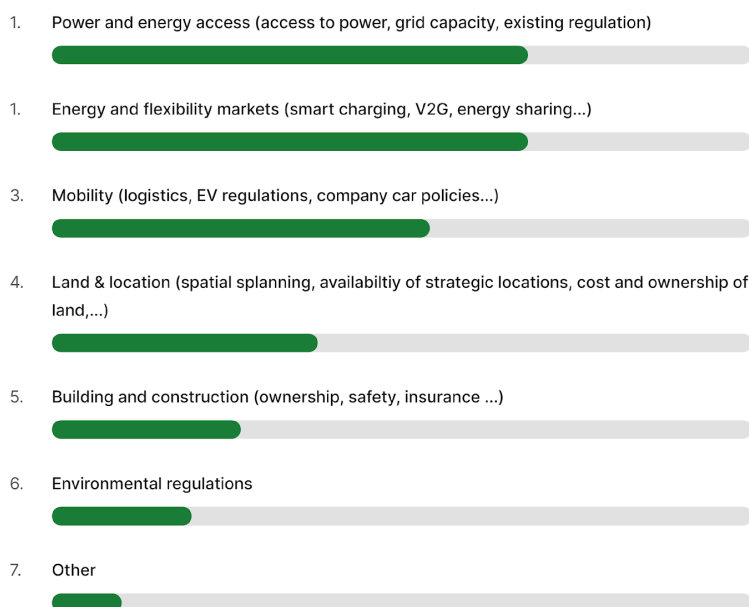 1. Power and energy access (access to power, grid capacity, existing regulation)
1. Energy and flexibility markets (smart charging, V2G, energy sharing...)
3. Mobility (logistics, EV regulations, company car policies...)
4. Land & location (spatial splanning, availabiltiy of strategic locations, cost and ownership of
land,...)
5. Building and construction (ownership, safety, insurance ...)
6. Environmental regulations
7. Other